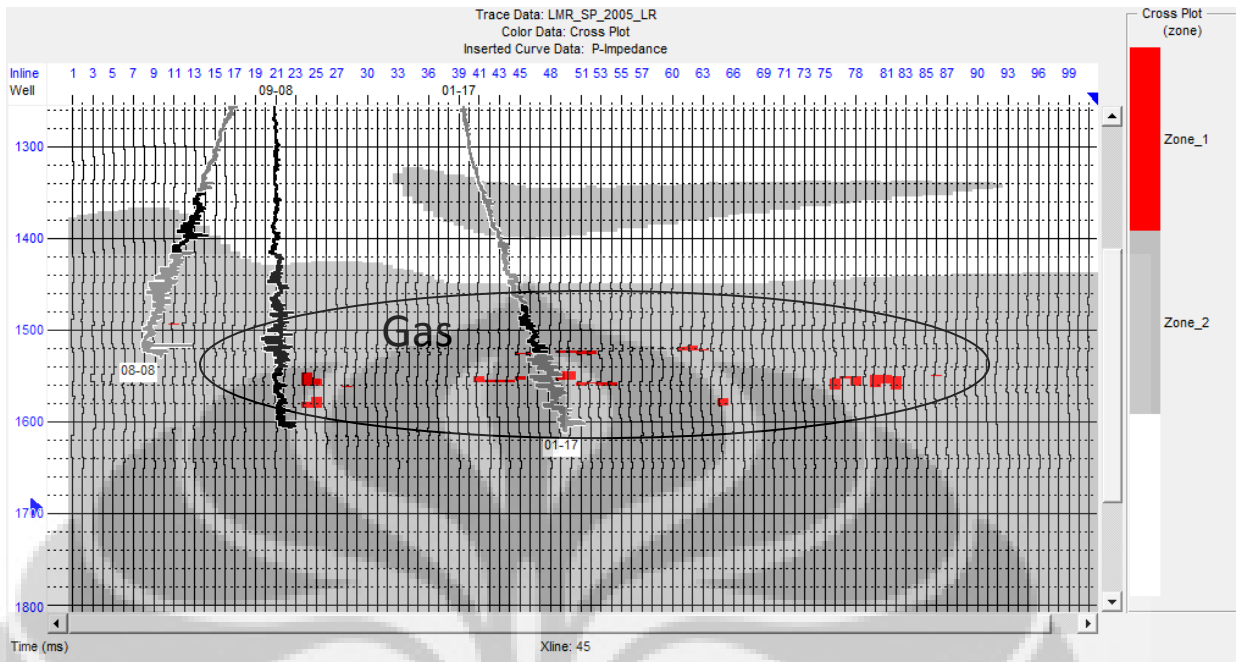 Trace Data: LMR_SP_2005_LR
Color Data: Cross Plot
Inserted Curve Data: P-Impedance
Cross Plot
(zone)
Inline 1 3 5 7 9 11 13 15 17 19 21 23 25 27 30 33 36 39 41 43 45 48 51 53 55 57 60 63 66 69 71 73 75 78 81 83 85 87 90 93 96 99
Well 09-08 01-17
1300
Zone_1
1400
1500
Gas
Zone_2
08-08
1600
01-17
1700
1800
Time (ms) Xline: 45